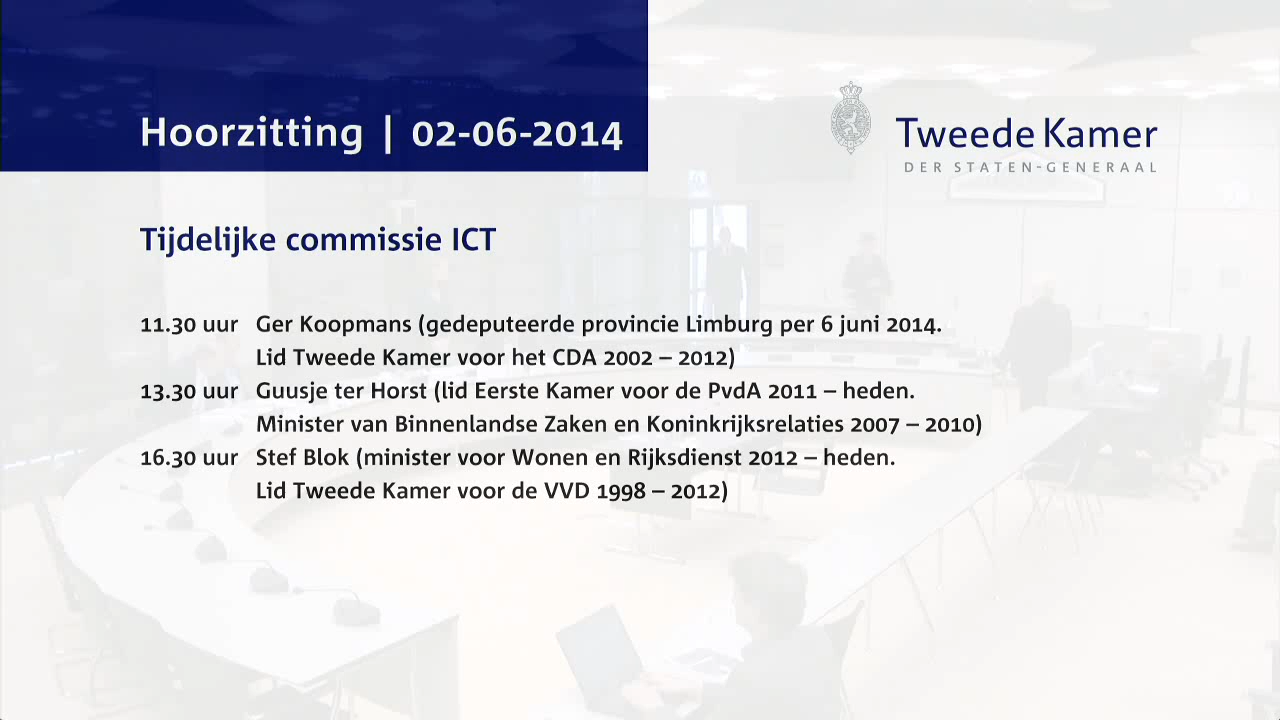 Hoorzitting | 02-06-2014
Tweede Kamer
DER STATEN-GENERAAL
Tijdelijke commissie ICT
11.30 uur Ger Koopmans (gedeputeerde provincie Limburg per 6 juni 2014.
Lid Tweede Kamer voor het CDA 2002 – 2012)
13.30 uur Guusje ter Horst (lid Eerste Kamer voor de PvdA 2011 – heden.
Minister van Binnenlandse Zaken en Koninkrijksrelaties 2007 – 2010)
16.30 uur Stef Blok (minister voor Wonen en Rijksdienst 2012 – heden.
Lid Tweede Kamer voor de VVD 1998 – 2012)